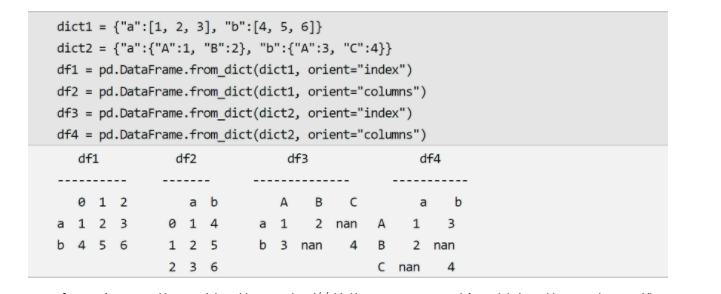 dict1 = {"a":[1, 2, 3], "b":[4, 5, 6]}
dict2 = {"a":{"A":1, "B":2}, "b":{"A":3, "C":4}}
df1 = pd.DataFrame.from_dict(dict1, orient="index")
df2 = pd.DataFrame.from_dict(dict1, orient="columns")
df3 = pd.DataFrame.from_dict(dict2, orient="index")
df4 = pd.DataFrame.from_dict(dict2, orient="columns")
df1 df2 df3 df4
---------- ------- -------------- -----------
0 1 2 a b A B C a b
a 1 2 3 0 1 4 a 1 2 nan A 1 3
b 4 5 6 1 2 5 b 3 nan 4 B 2 nan
2 3 6 C nan 4